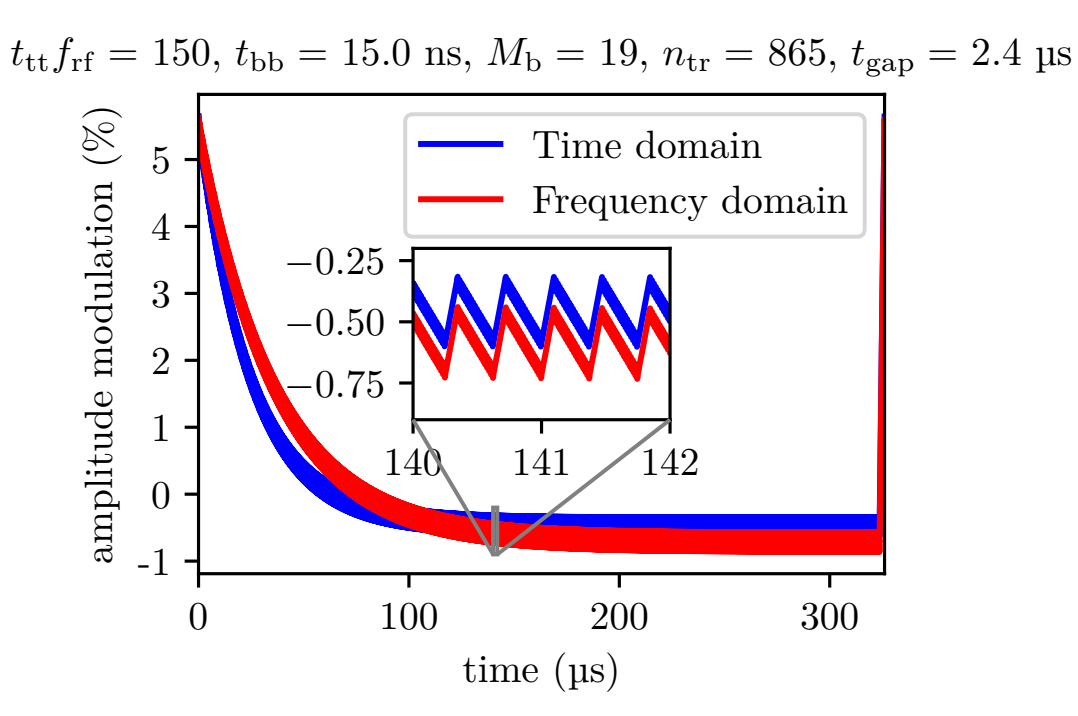 t_tt f_rf = 150, t_bb = 15.0 ns, M_b = 19, n_tr = 865, t_gap = 2.4 µs
amplitude modulation (%)
5
4
3
2
1
0
-1
Time domain
Frequency domain
−0.25
−0.50
−0.75
140 141 142
0 100 200 300
time (µs)